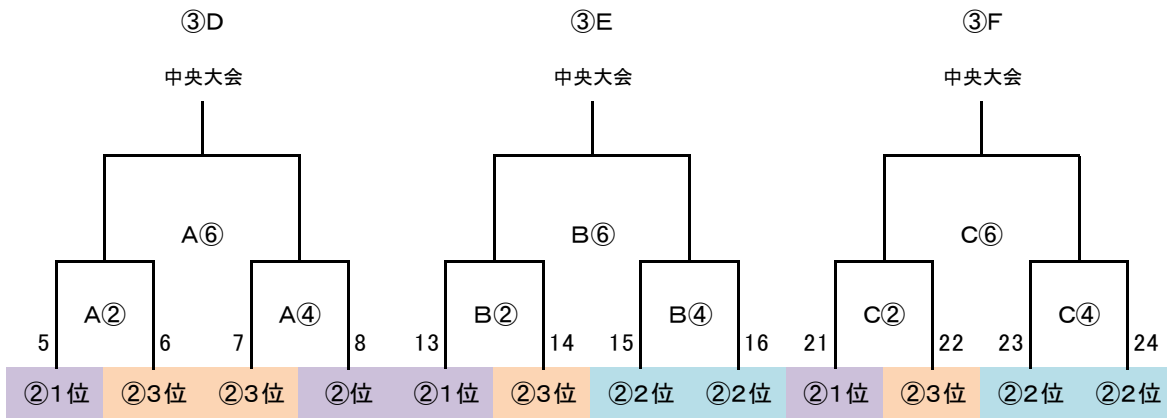 ③D ③E ③F
中央大会 中央大会 中央大会
A⑥ B⑥ C⑥
A② A④ B② B④ C② C④
5 6 7 8 13 14 15 16 21 22 23 24
②1位 ②3位 ②3位 ②位 ②1位 ②3位 ②2位 ②2位 ②1位 ②3位 ②2位 ②2位